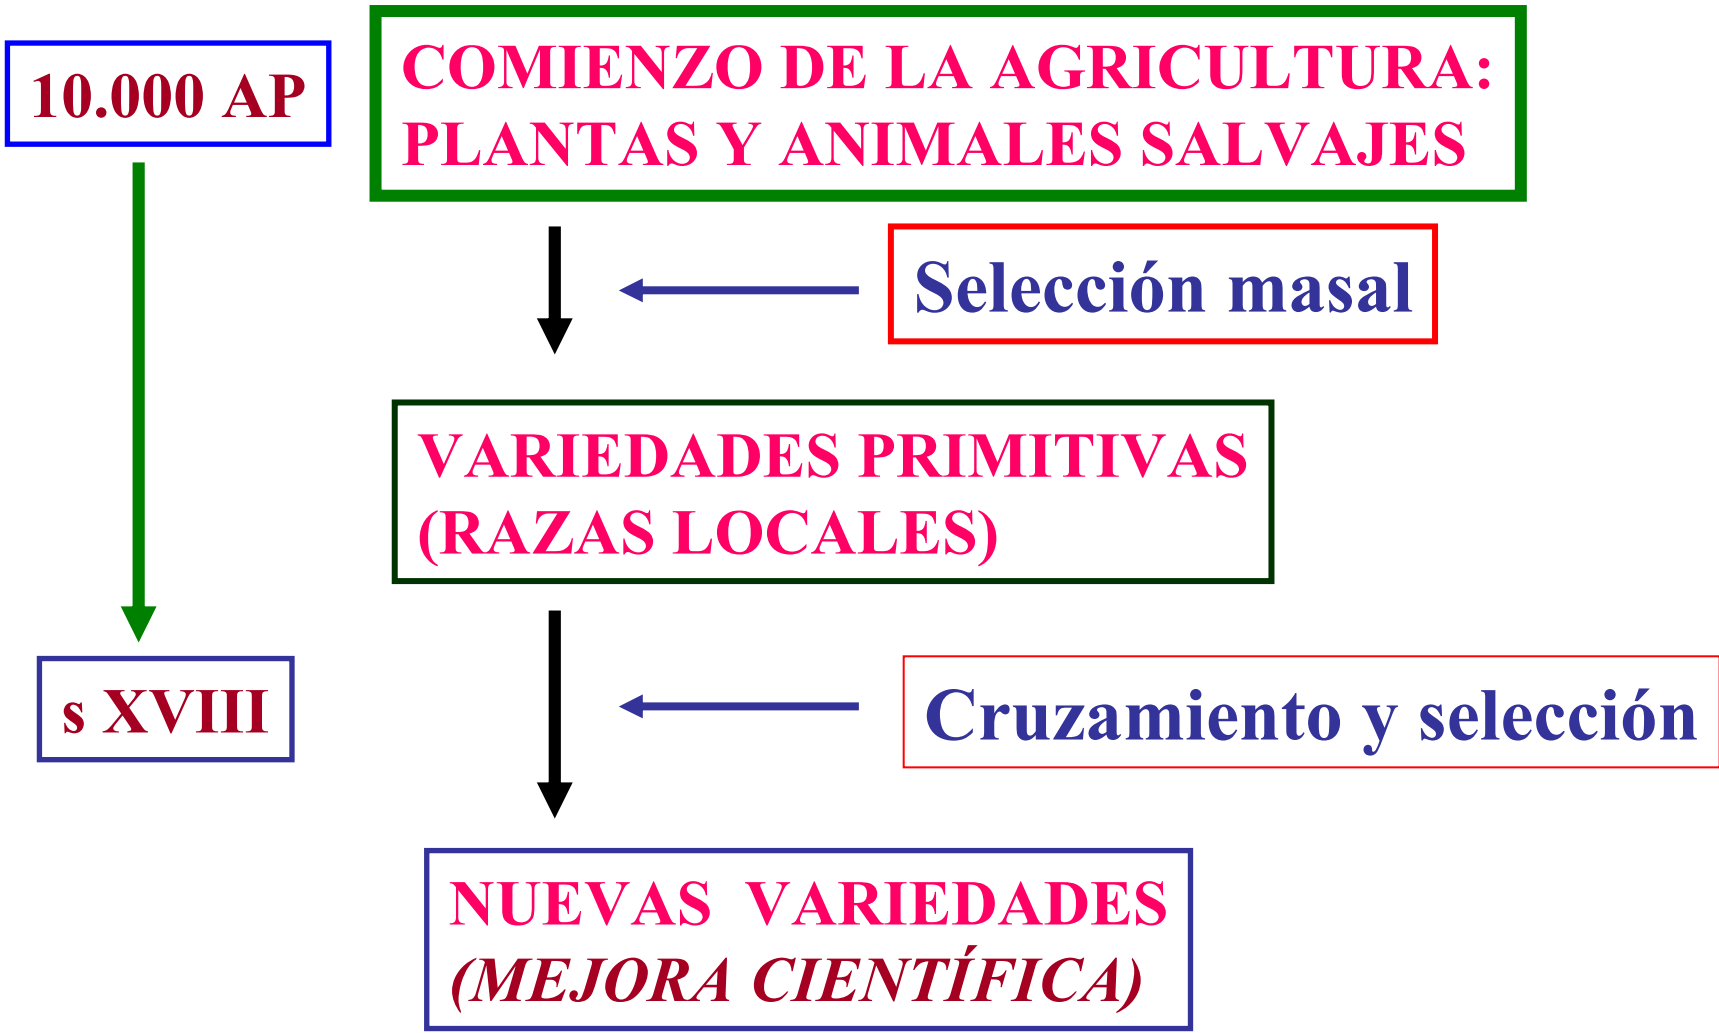 10.000 AP
COMIENZO DE LA AGRICULTURA:
PLANTAS Y ANIMALES SALVAJES
Selección masal
VARIEDADES PRIMITIVAS
(RAZAS LOCALES)
s XVIII
Cruzamiento y selección
NUEVAS VARIEDADES
(MEJORA CIENTÍFICA)